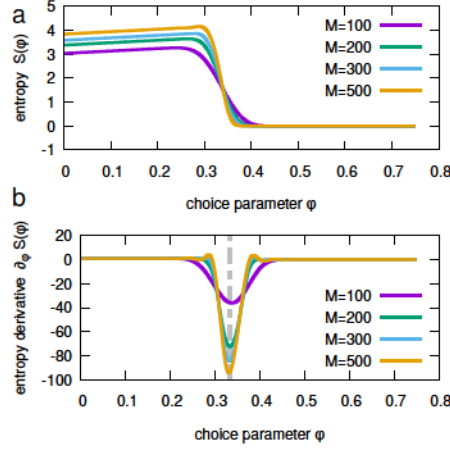 a
entropy S(φ)
5
4
3
2
1
0
-1
M=100
M=200
M=300
M=500
0 0.1 0.2 0.3 0.4 0.5 0.6 0.7 0.8
choice parameter φ
b
entropy derivative ∂φ S(φ)
20
0
-20
-40
-60
-80
-100
M=100
M=200
M=300
M=500
0 0.1 0.2 0.3 0.4 0.5 0.6 0.7 0.8
choice parameter φ